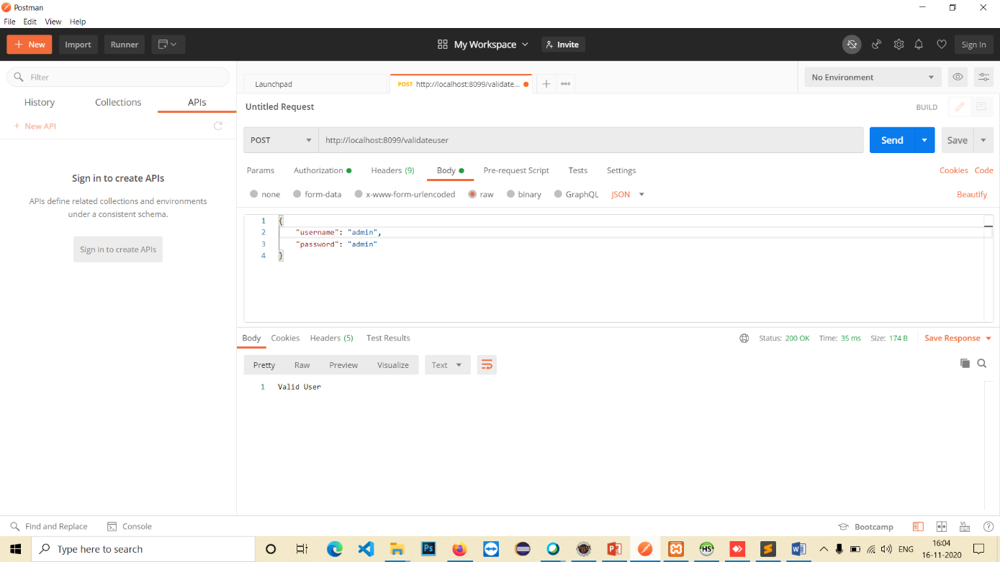 Postman
File Edit View Help
New Import Runner My Workspace Invite Sign In
Filter
History Collections APIs
New API
Sign in to create APIs
APIs define related collections and environments
under a consistent schema.
Sign in to create APIs
Launchpad POST http://localhost:8099/validate... No Environment
Untitled Request BUILD
POST http://localhost:8099/validateuser Send Save
Params Authorization Headers (9) Body Pre-request Script Tests Settings Cookies Code
none form-data x-www-form-urlencoded raw binary GraphQL JSON Beautify
1 {
2 "username": "admin",
3 "password": "admin"
4 }
Body Cookies Headers (5) Test Results Status: 200 OK Time: 35 ms Size: 174 B Save Response
Pretty Raw Preview Visualize Text
1 Valid User
Find and Replace Console Bootcamp
Type here to search Ps HS P W ENG 16:04
16-11-2020